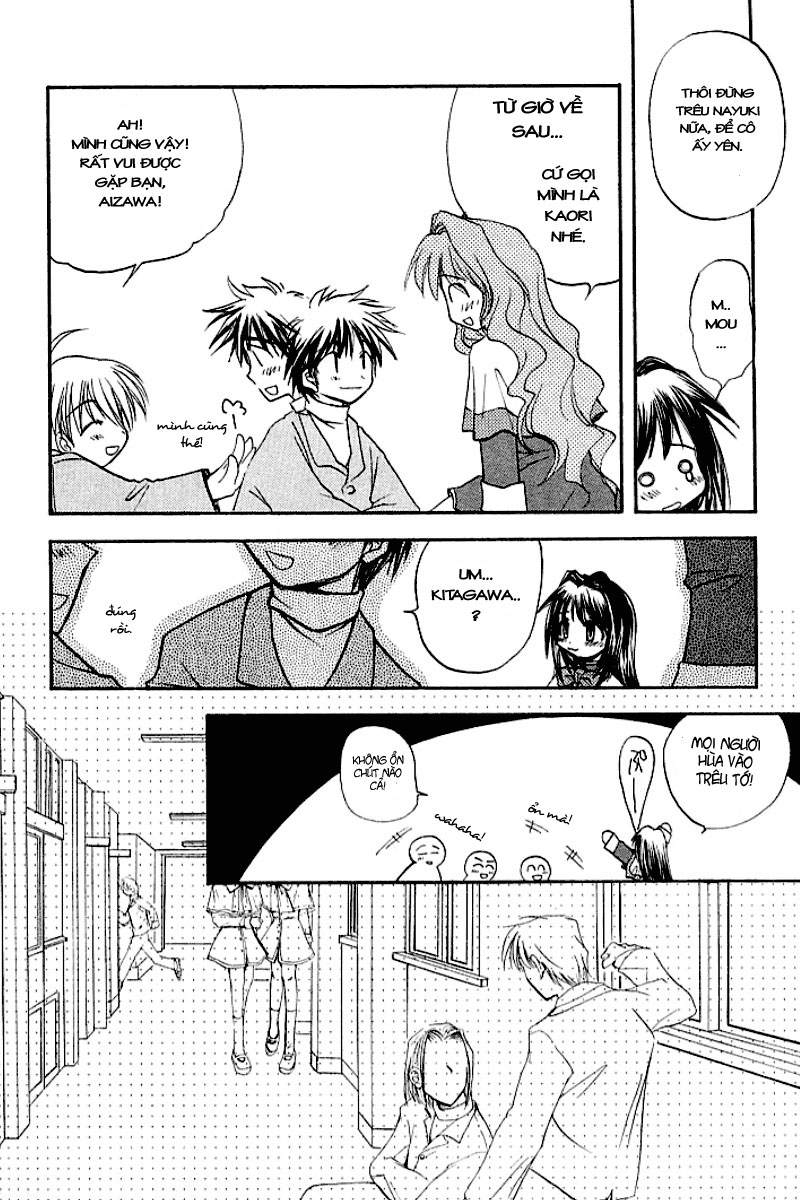 THÔI ĐỪNG
TRÊU NAYUKI
NỮA, ĐỂ CÔ
ẤY YÊN.
M..
MOU
...
TỪ GIỜ VỀ
SAU...
CỨ GỌI
MÌNH LÀ
KAORI
NHÉ.
AH!
MÌNH CŨNG VẬY!
RẤT VUI ĐƯỢC
GẶP BẠN,
AIZAWA!
mình cũng
thế!
UM...
KITAGAWA..
?
đúng
rồi.
MỌI NGƯỜI
HÙA VÀO
TRÊU TỚ!
ổn mà!
wahaha!
KHÔNG ỔN
CHÚT NÀO
CẢ!